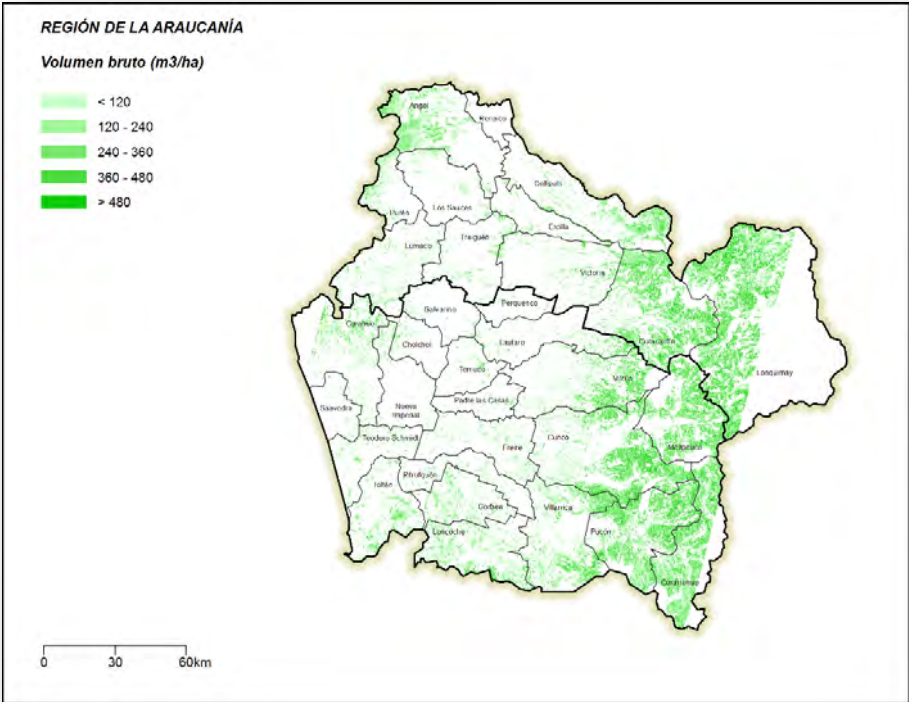 REGIÓN DE LA ARAUCANÍA
Volumen bruto (m3/ha)
< 120
120 - 240
240 - 360
360 - 480
> 480
Angol
Renaico
Collipulli
Los Sauces
Purén
Ercilla
Lumaco
Traiguén
Victoria
Galvarino
Perquenco
Carahue
Cholchol
Lautaro
Curacautín
Temuco
Vilcún
Lonquimay
Saavedra
Nueva
Imperial
Padre las Casas
Teodoro Schmidt
Freire
Cunco
Melipeuco
Toltén
Pitrufquén
Gorbea
Villarrica
Loncoche
Pucón
Curarrehue
0 30 60km